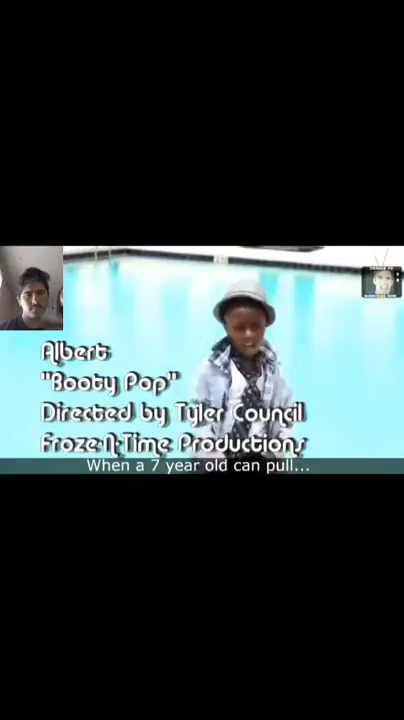 Albert
"Booty Pop"
Directed by Tyler Council
Froze-N-Time Productions
When a 7 year old can pull...